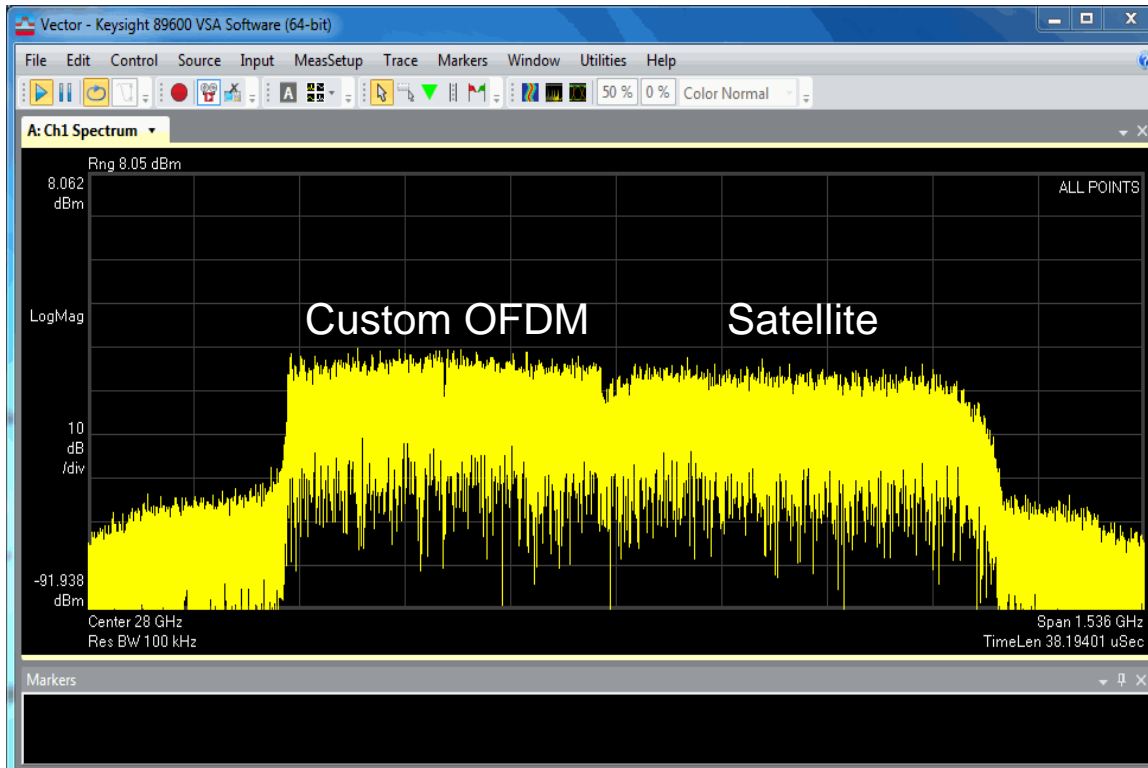 Vector - Keysight 89600 VSA Software (64-bit)
File Edit Control Source Input MeasSetup Trace Markers Window Utilities Help
A 50 % 0 % Color Normal
A: Ch1 Spectrum
Rng 8.05 dBm
8.062
dBm
ALL POINTS
LogMag
Custom OFDM Satellite
10
dB
/div
-91.938
dBm
Center 28 GHz Span 1.536 GHz
Res BW 100 kHz TimeLen 38.19401 uSec
Markers